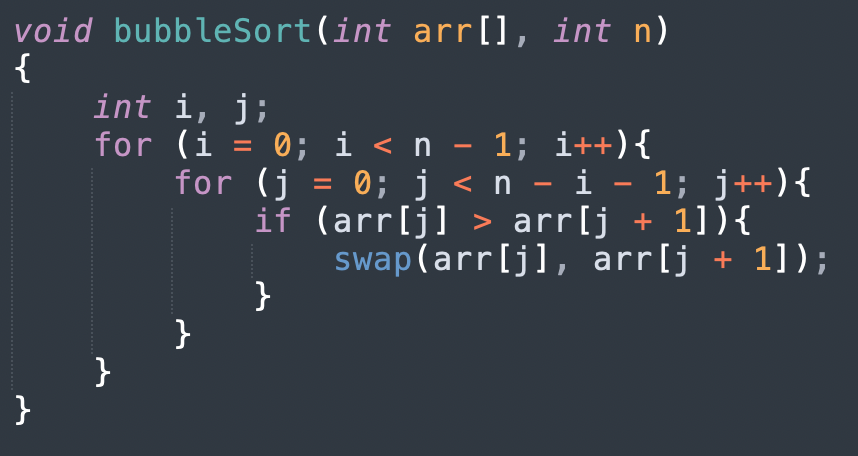 void bubbleSort(int arr[], int n)
{
    int i, j;
    for (i = 0; i < n - 1; i++){
        for (j = 0; j < n - i - 1; j++){
            if (arr[j] > arr[j + 1]){
                swap(arr[j], arr[j + 1]);
            }
        }
    }
}